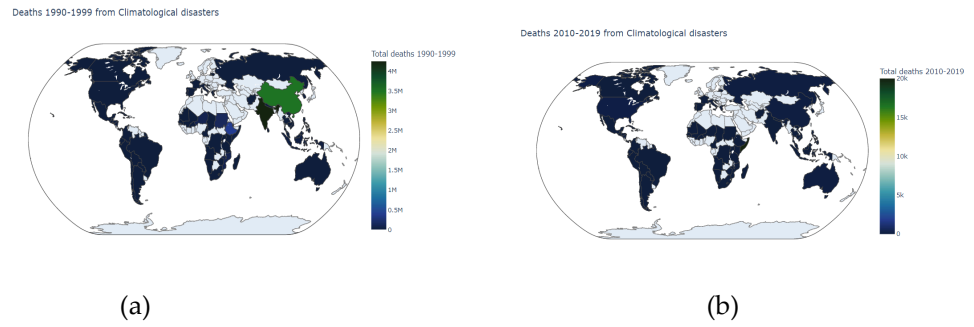 Deaths 1990-1999 from Climatological disasters
Total deaths 1990-1999
4M
3.5M
3M
2.5M
2M
1.5M
1M
0.5M
0
(a)
Deaths 2010-2019 from Climatological disasters
Total deaths 2010-2019
20k
15k
10k
5k
0
(b)